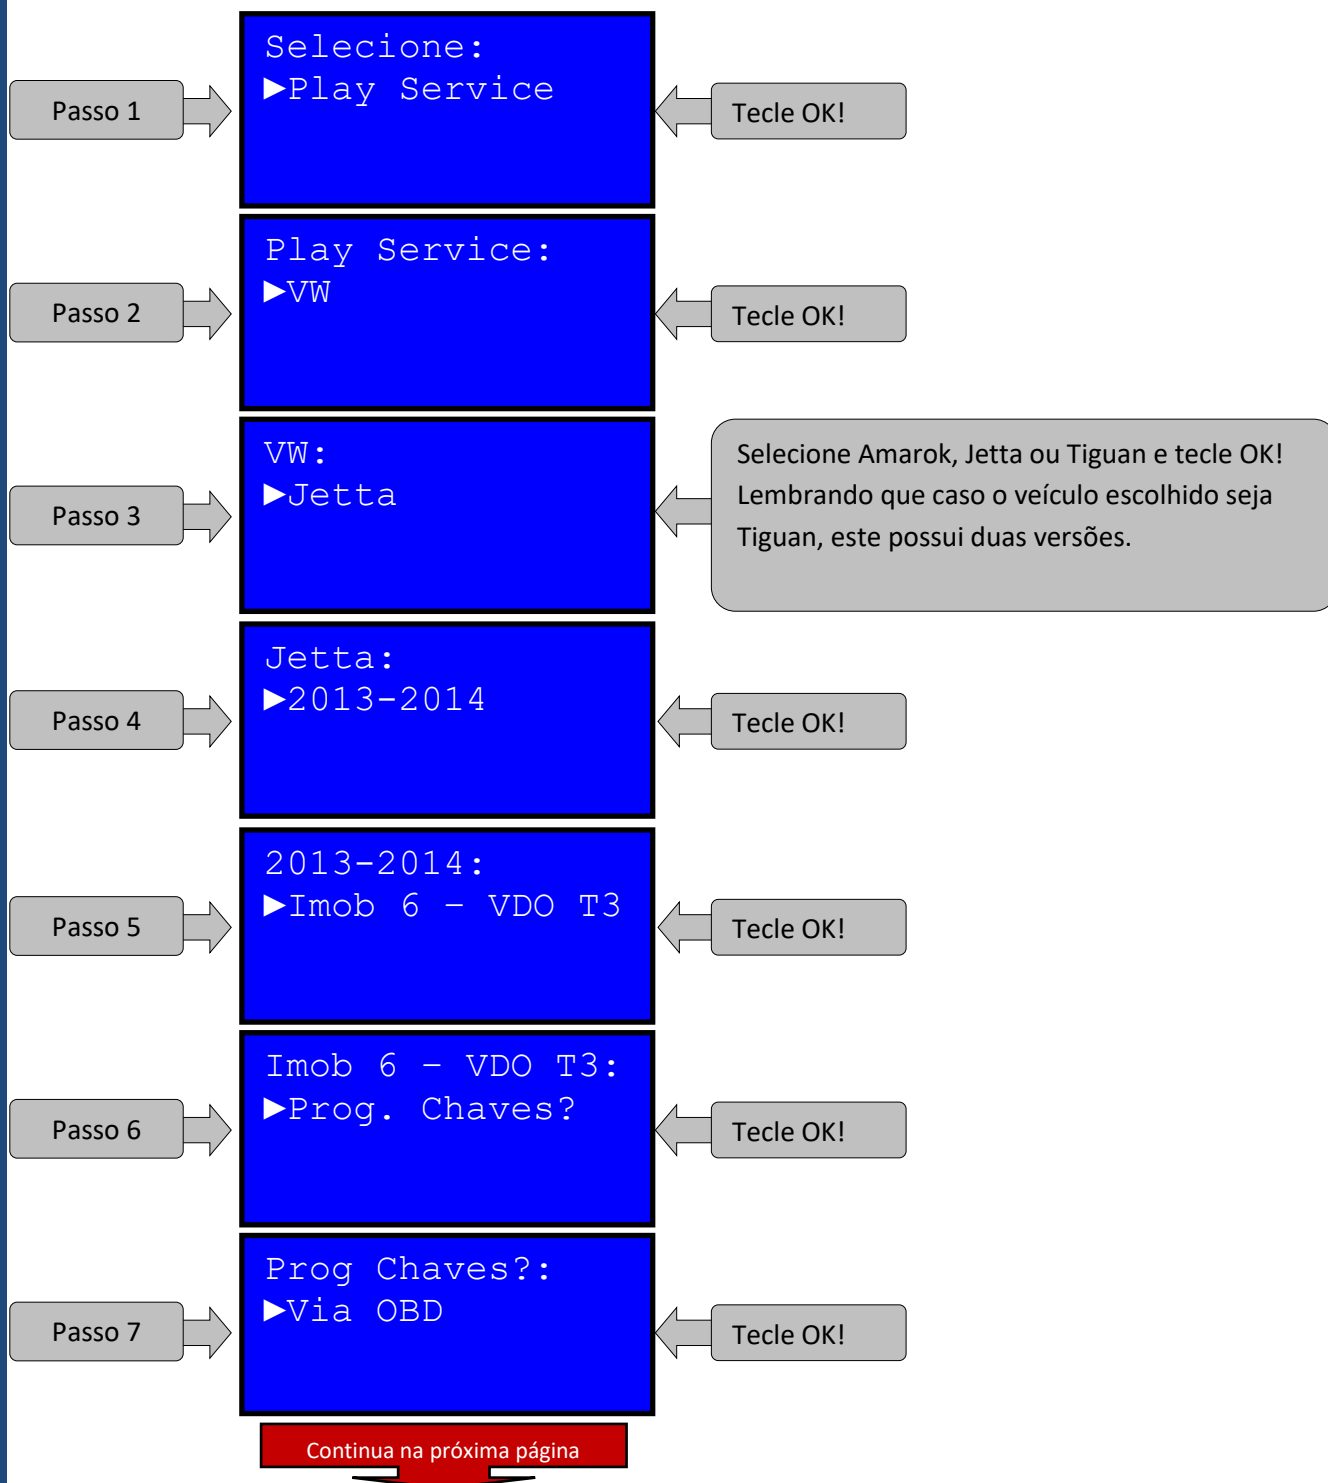 Selecione:
►Play Service
Passo 1
Tecle OK!
Play Service:
►VW
Passo 2
Tecle OK!
VW:
►Jetta
Passo 3
Selecione Amarok, Jetta ou Tiguan e tecle OK!
Lembrando que caso o veículo escolhido seja
Tiguan, este possui duas versões.
Jetta:
►2013-2014
Passo 4
Tecle OK!
2013-2014:
►Imob 6 – VDO T3
Passo 5
Tecle OK!
Imob 6 – VDO T3:
►Prog. Chaves?
Passo 6
Tecle OK!
Prog Chaves?:
►Via OBD
Passo 7
Tecle OK!
Continua na próxima página